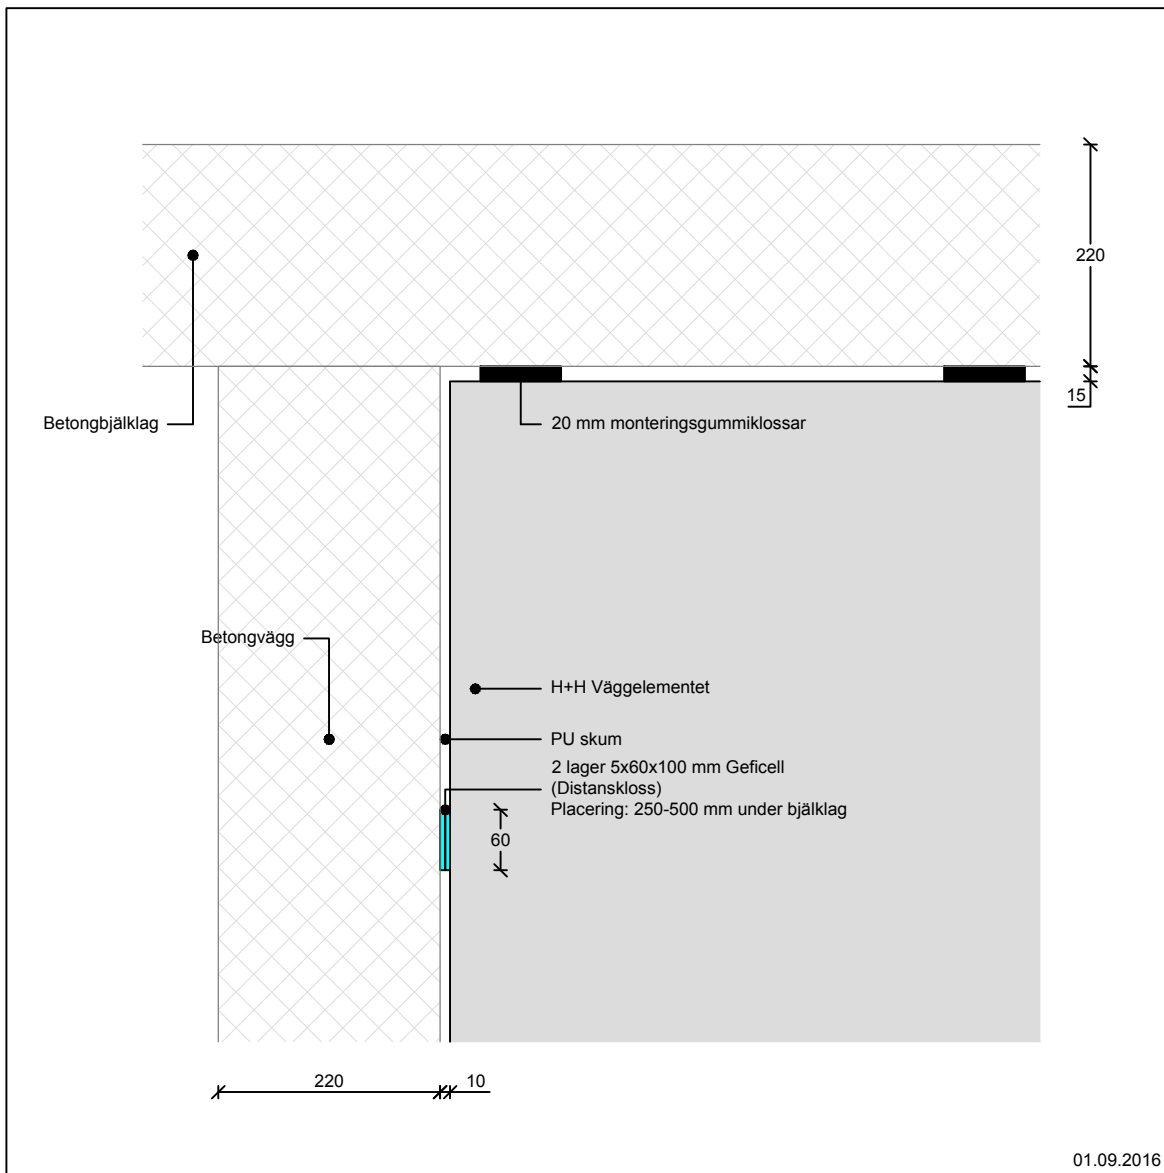 220
15
Betongbjälklag
20 mm monteringsgummiklossar
Betongvägg
H+H Väggelementet
PU skum
2 lager 5x60x100 mm Geficell
(Distanskloss)
Placering: 250-500 mm under bjälklag
60
220
10
01.09.2016